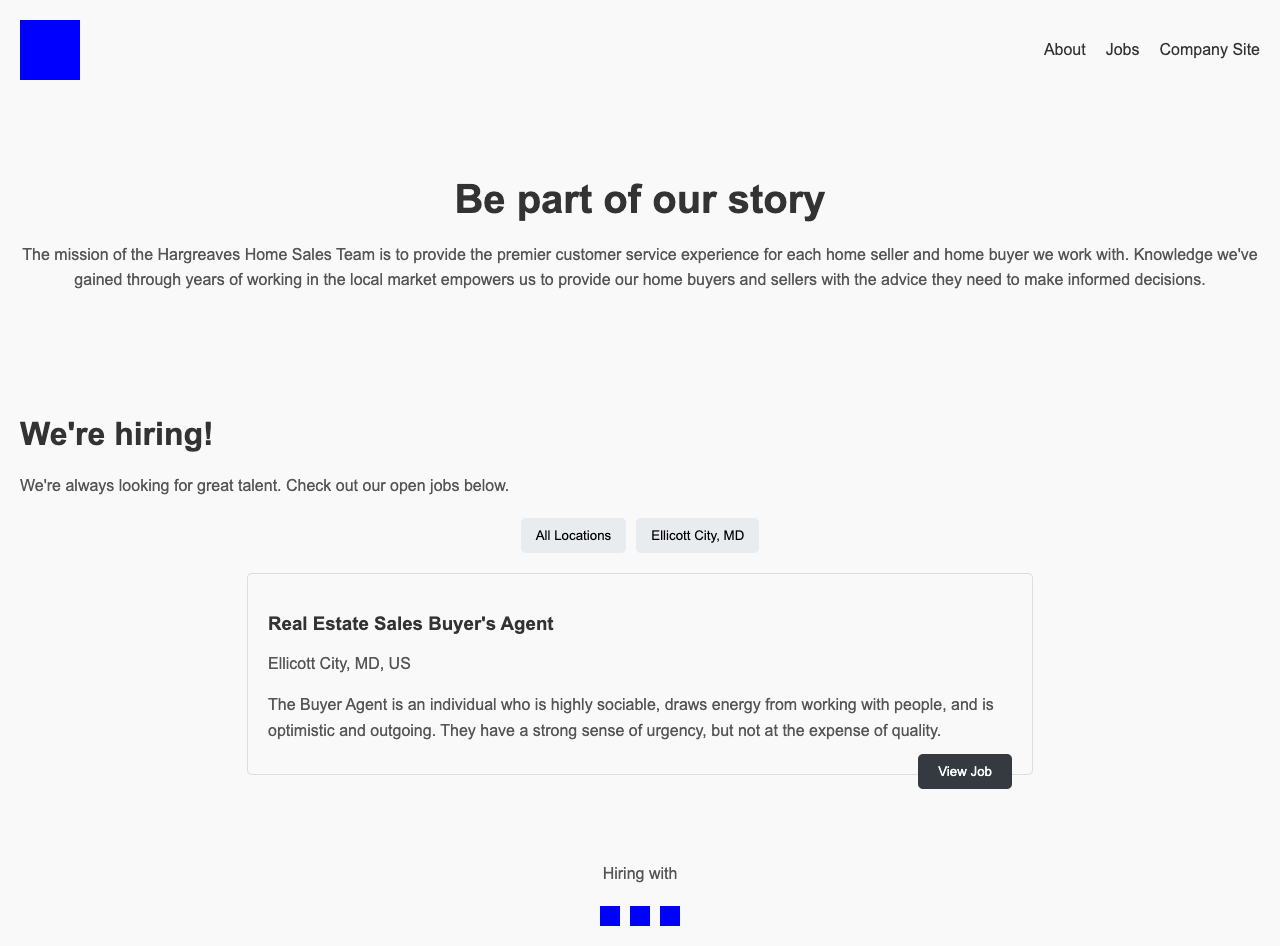 About
Jobs
Company Site
Be part of our story
The mission of the Hargreaves Home Sales Team is to provide the premier customer service experience for each home seller and home buyer we work with. Knowledge we've
gained through years of working in the local market empowers us to provide our home buyers and sellers with the advice they need to make informed decisions.
We're hiring!
We're always looking for great talent. Check out our open jobs below.
All Locations
Ellicott City, MD
Real Estate Sales Buyer's Agent
Ellicott City, MD, US
The Buyer Agent is an individual who is highly sociable, draws energy from working with people, and is
optimistic and outgoing. They have a strong sense of urgency, but not at the expense of quality.
View Job
Hiring with